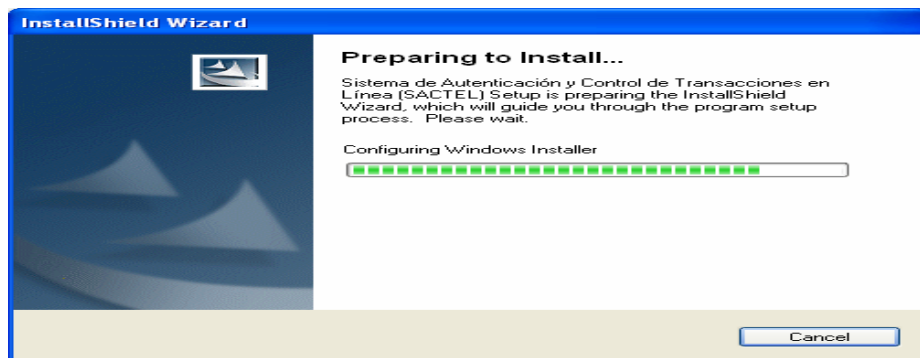 InstallShield Wizard
Preparing to Install...
Sistema de Autenticación y Control de Transacciones en
Línea (SACTEL) Setup is preparing the InstallShield
Wizard, which will guide you through the program setup
process. Please wait.
Configuring Windows Installer
Cancel